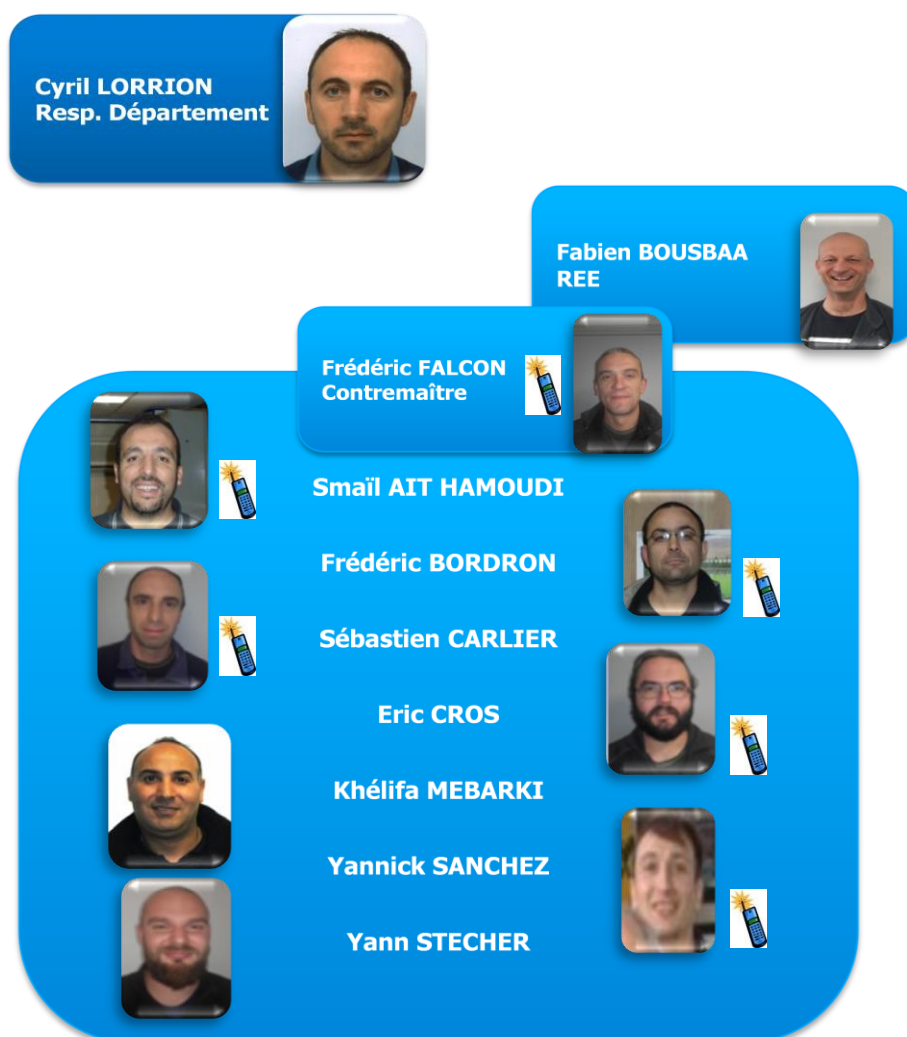 Cyril LORRION
Resp. Département
Fabien BOUSBAA
REE
Frédéric FALCON
Contremaître
Smaïl AIT HAMOUDI
Frédéric BORDRON
Sébastien CARLIER
Eric CROS
Khélifa MEBARKI
Yannick SANCHEZ
Yann STECHER